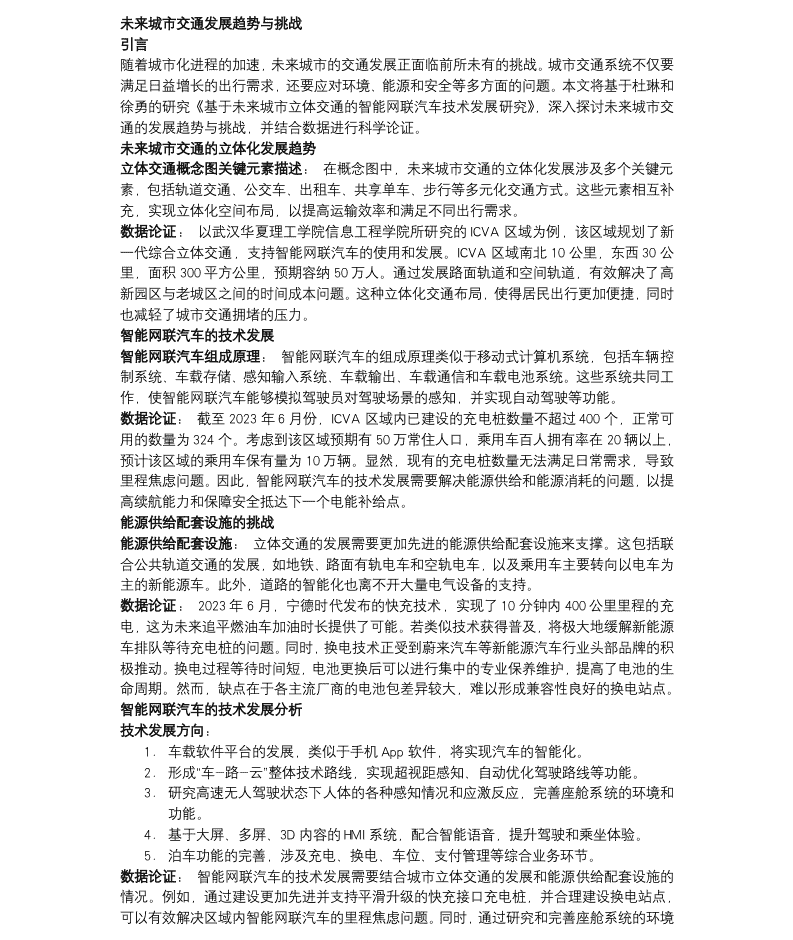 未来城市交通发展趋势与挑战
引言
随着城市化进程的加速，未来城市的交通发展正面临前所未有的挑战。城市交通系统不仅要
满足日益增长的出行需求，还要应对环境、能源和安全等多方面的问题。本文将基于杜琳和
徐勇的研究《基于未来城市立体交通的智能网联汽车技术发展研究》，深入探讨未来城市交
通的发展趋势与挑战，并结合数据进行科学论证。
未来城市交通的立体化发展趋势
立体交通概念图关键元素描述： 在概念图中，未来城市交通的立体化发展涉及多个关键元
素，包括轨道交通、公交车、出租车、共享单车、步行等多元化交通方式。这些元素相互补
充，实现立体化空间布局，以提高运输效率和满足不同出行需求。
数据论证： 以武汉华夏理工学院信息工程学院所研究的 ICVA 区域为例，该区域规划了新
一代综合立体交通，支持智能网联汽车的使用和发展。ICVA 区域南北 10 公里，东西 30 公
里，面积 300 平方公里，预期容纳 50 万人。通过发展路面轨道和空间轨道，有效解决了高
新园区与老城区之间的时间成本问题。这种立体化交通布局，使得居民出行更加便捷，同时
也减轻了城市交通拥堵的压力。
智能网联汽车的技术发展
智能网联汽车组成原理： 智能网联汽车的组成原理类似于移动式计算机系统，包括车辆控
制系统、车载存储、感知输入系统、车载输出、车载通信和车载电池系统。这些系统共同工
作，使智能网联汽车能够模拟驾驶员对驾驶场景的感知，并实现自动驾驶等功能。
数据论证： 截至 2023 年 6 月份，ICVA 区域内已建设的充电桩数量不超过 400 个，正常可
用的数量为 324 个。考虑到该区域预期有 50 万常住人口，乘用车百人拥有率在 20 辆以上，
预计该区域的乘用车保有量为 10 万辆。显然，现有的充电桩数量无法满足日常需求，导致
里程焦虑问题。因此，智能网联汽车的技术发展需要解决能源供给和能源消耗的问题，以提
高续航能力和保障安全抵达下一个电能补给点。
能源供给配套设施的挑战
能源供给配套设施： 立体交通的发展需要更加先进的能源供给配套设施来支撑。这包括联
合公共轨道交通的发展，如地铁、路面有轨电车和空轨电车，以及乘用车主要转向以电车为
主的新能源车。此外，道路的智能化也离不开大量电气设备的支持。
数据论证： 2023 年 6 月，宁德时代发布的快充技术，实现了 10 分钟内 400 公里里程的充
电，这为未来追平燃油车加油时长提供了可能。若类似技术获得普及，将极大地缓解新能源
车排队等待充电桩的问题。同时，换电技术正受到蔚来汽车等新能源汽车行业头部品牌的积
极推动。换电过程等待时间短，电池更换后可以进行集中的专业保养维护，提高了电池的生
命周期。然而，缺点在于各主流厂商的电池包差异较大，难以形成兼容性良好的换电站点。
智能网联汽车的技术发展分析
技术发展方向：
1. 车载软件平台的发展，类似于手机 App 软件，将实现汽车的智能化。
2. 形成“车—路—云”整体技术路线，实现超视距感知、自动优化驾驶路线等功能。
3. 研究高速无人驾驶状态下人体的各种感知情况和应激反应，完善座舱系统的环境和
功能。
4. 基于大屏、多屏、3D 内容的 HMI 系统，配合智能语音，提升驾驶和乘坐体验。
5. 泊车功能的完善，涉及充电、换电、车位、支付管理等综合业务环节。
数据论证： 智能网联汽车的技术发展需要结合城市立体交通的发展和能源供给配套设施的
情况。例如，通过建设更加先进并支持平滑升级的快充接口充电桩，并合理建设换电站点，
可以有效解决区域内智能网联汽车的里程焦虑问题。同时，通过研究和完善座舱系统的环境